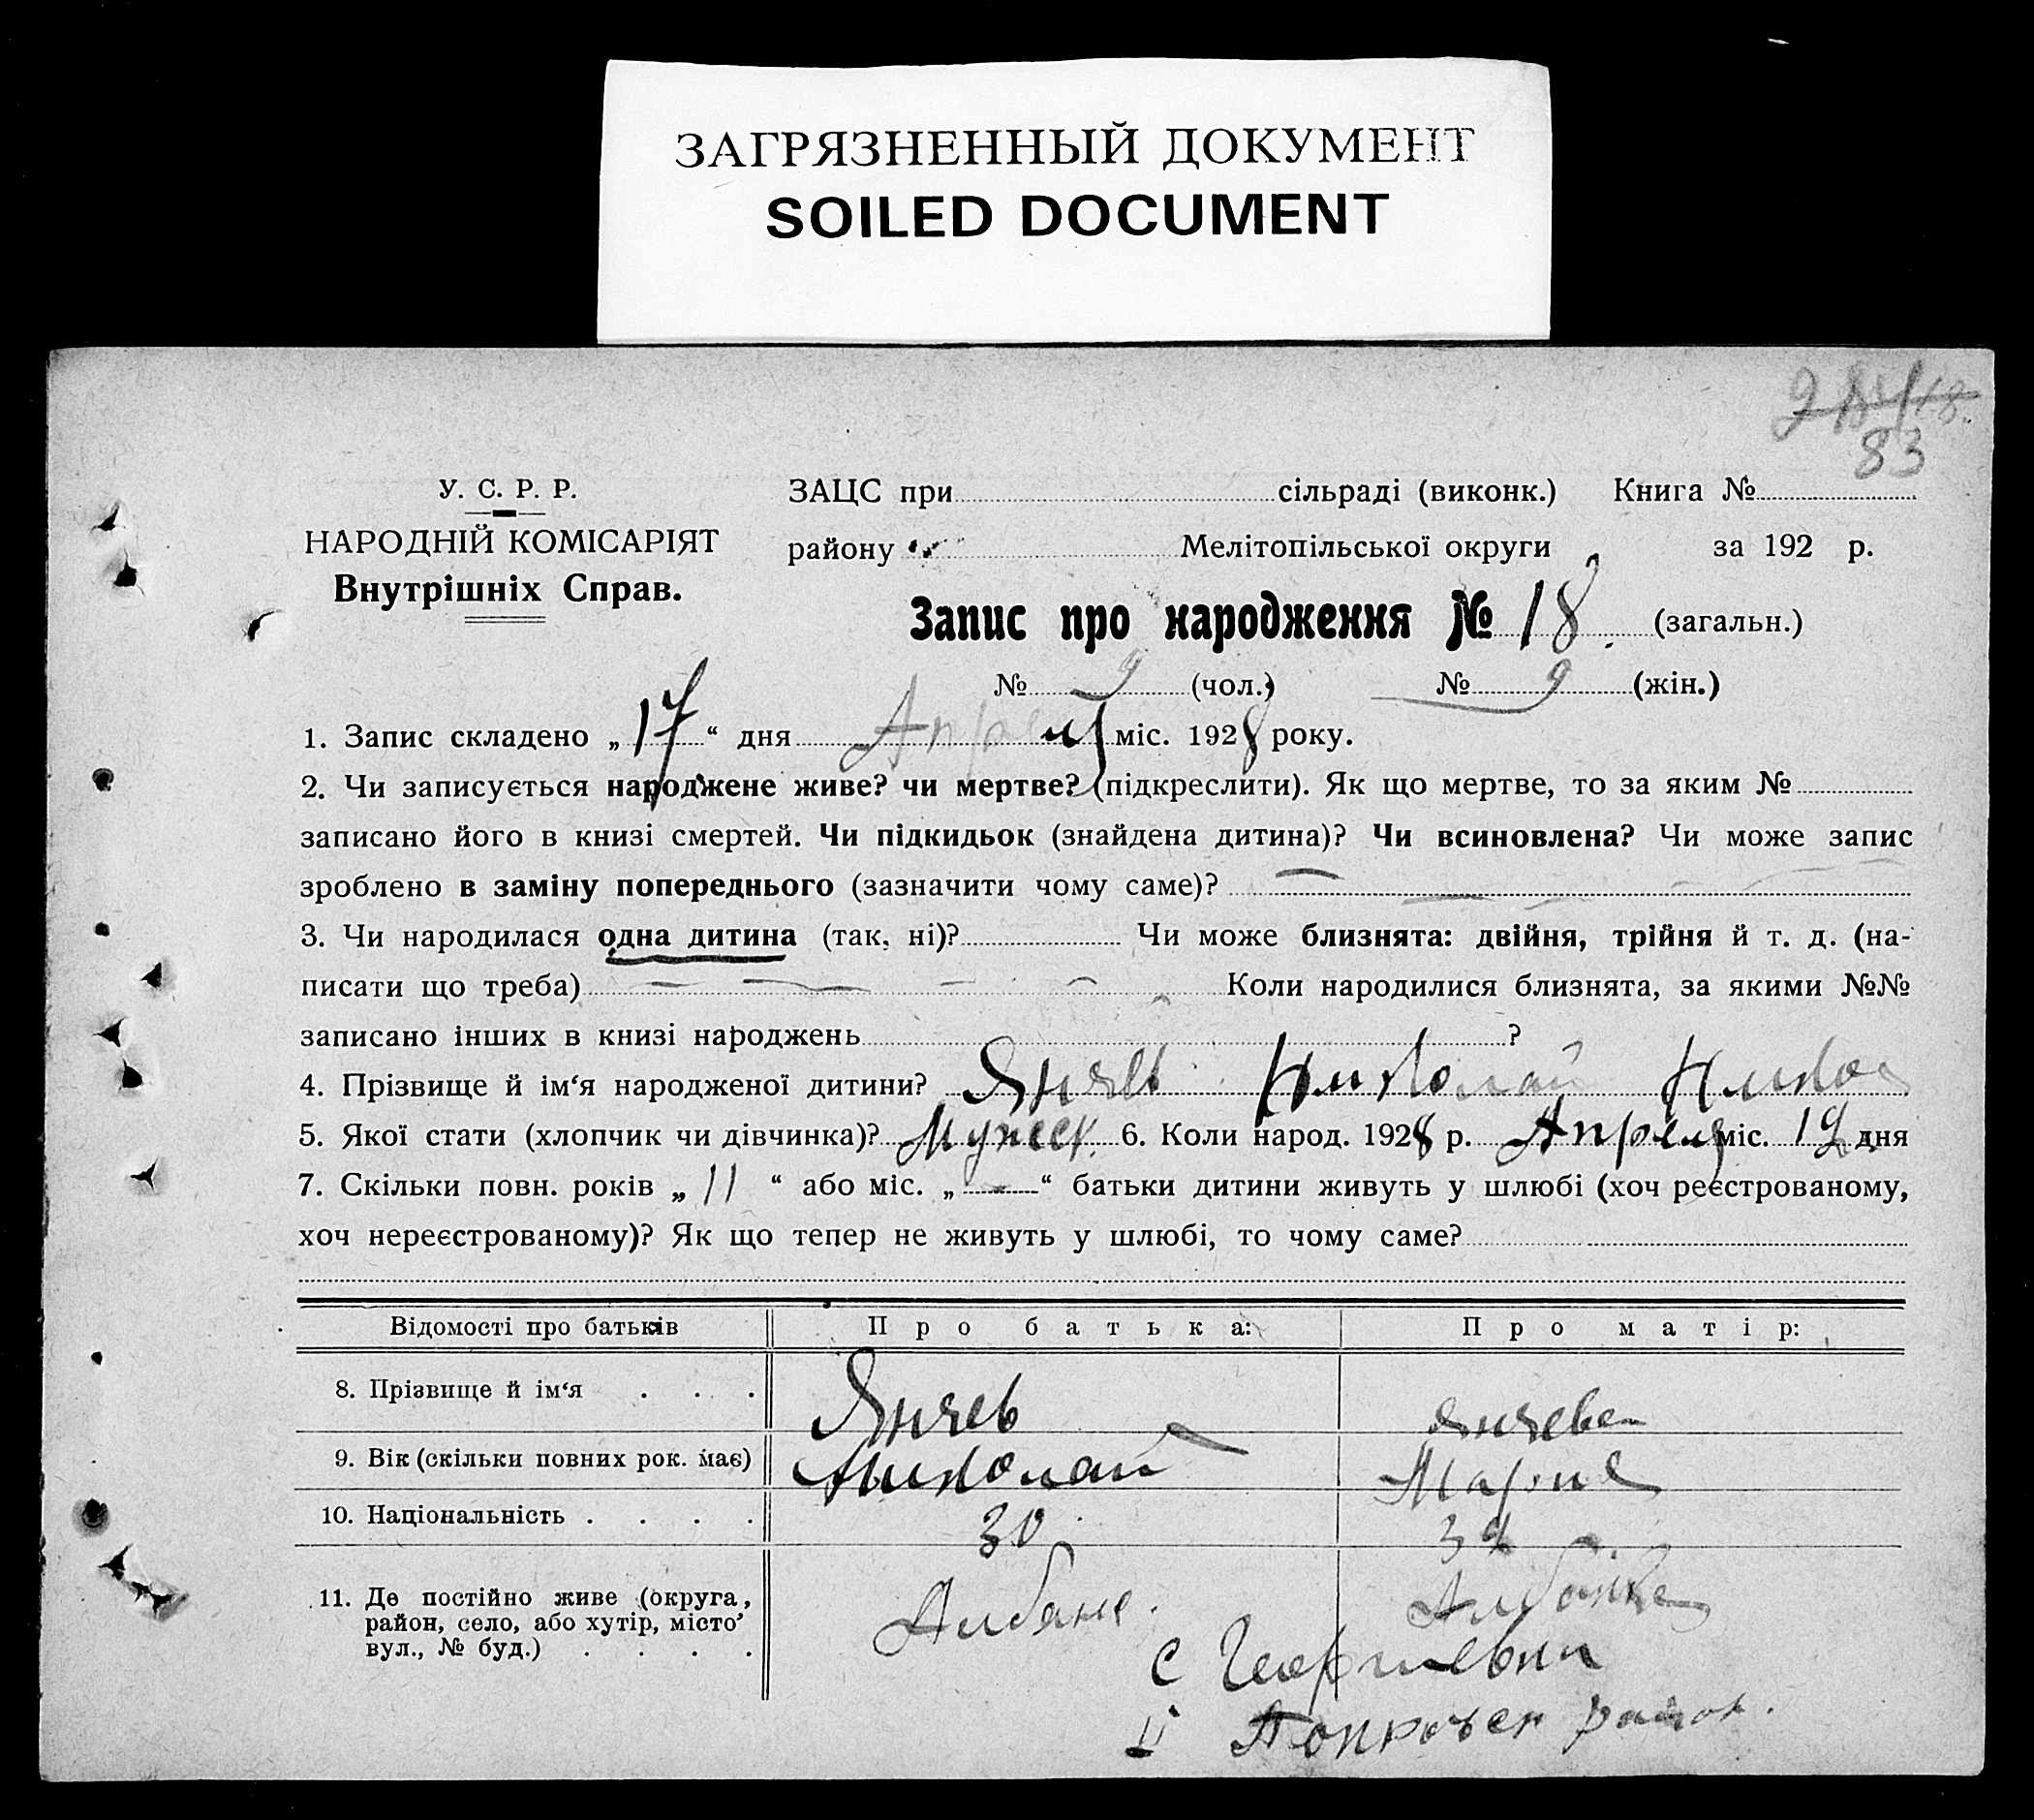 ЗАГРЯЗНЕННЫЙ ДОКУМЕНТ
SOILED DOCUMENT
83
У. С. Р. Р.
НАРОДНІЙ КОМІСАРІЯТ
Внутрішніх Справ.
ЗАЦС при сільраді (виконк.) Книга №
району Мелітопільської округи за 192 р.
Запис про народження № 18. (загальн.)
№ 9 (чол.) № 9 (жін.)
1. Запис складено „17“ дня Апреля міс. 1928 року.
2. Чи записується народжене живе? чи мертве? (підкреслити). Як що мертве, то за яким №
записано його в книзі смертей. Чи підкидьок (знайдена дитина)? Чи всиновлена? Чи може запис
зроблено в заміну попереднього (зазначити чому саме)?
3. Чи народилася одна дитина (так, ні)? Чи може близнята: двійня, трійня й т. д. (на-
писати що треба) Коли народилися близнята, за якими №№
записано інших в книзі народжень ?
4. Прізвище й ім‘я народженої дитини? Янчев Николай
5. Якої стати (хлопчик чи дівчинка)? Мужеск. 6. Коли народ. 1928 р. Апреля міс. 12 дня
7. Скільки повн. років „ 11 “ або міс. „ — “ батьки дитини живуть у шлюбі (хоч реєстрованому,
хоч нереєстрованому)? Як що тепер не живуть у шлюбі, то чому саме?
Відомості про батьків Про батька: Про матір:
8. Прізвище й ім‘я . . . Янчев Янчева
9. Вік (скільки повних рок. має) Николай Мария
10. Національність . . . . 30
11. Де постійно живе (округа, Албанка
район, село, або хутір, місто
вул., № буд.) . . . . с Георгиевки
район.